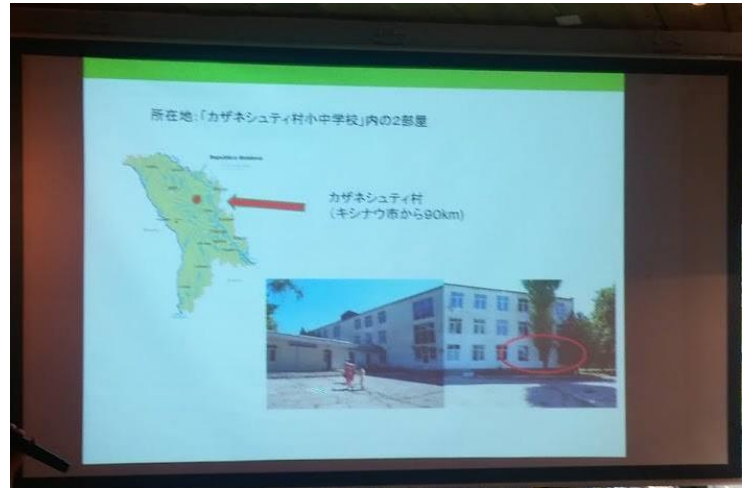 所在地:「カザネシュティ村小中学校」内の2部屋
Republica Moldova
カザネシュティ村
(キシナウ市から90km)